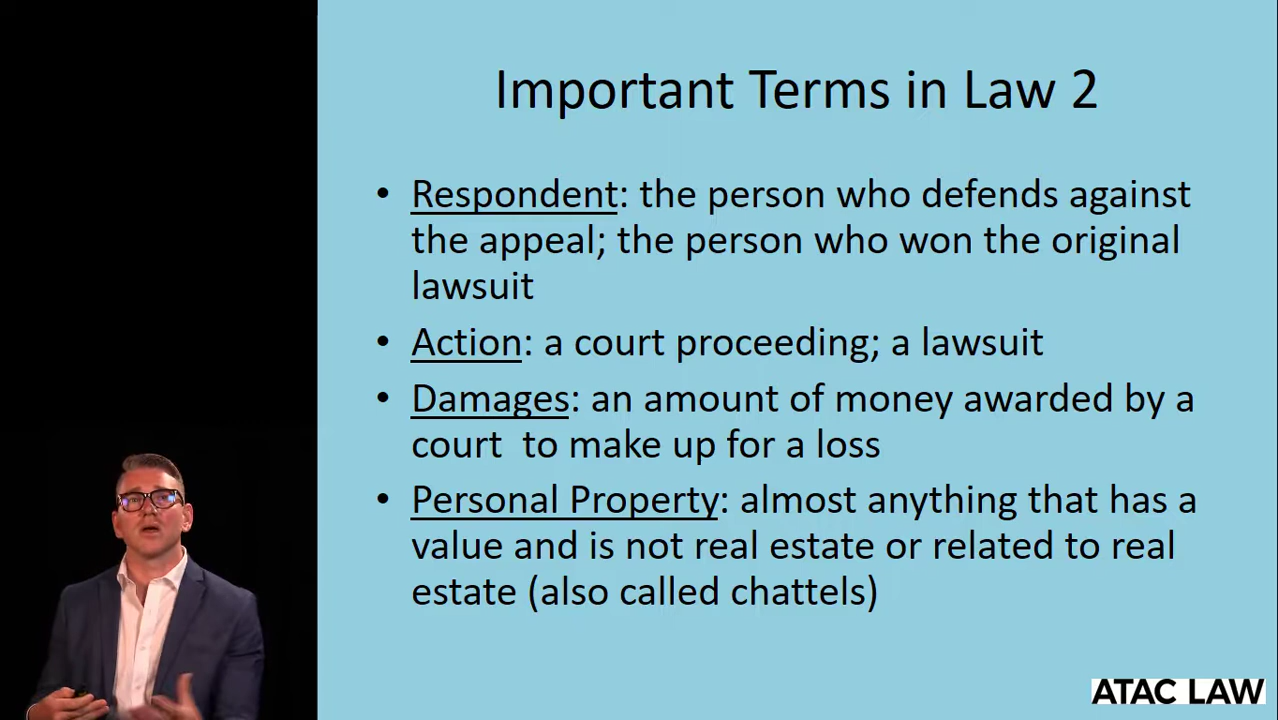 Important Terms in Law 2
• Respondent: the person who defends against
the appeal; the person who won the original
lawsuit
• Action: a court proceeding; a lawsuit
• Damages: an amount of money awarded by a
court  to make up for a loss
• Personal Property: almost anything that has a
value and is not real estate or related to real
estate (also called chattels)
ATAC LAW